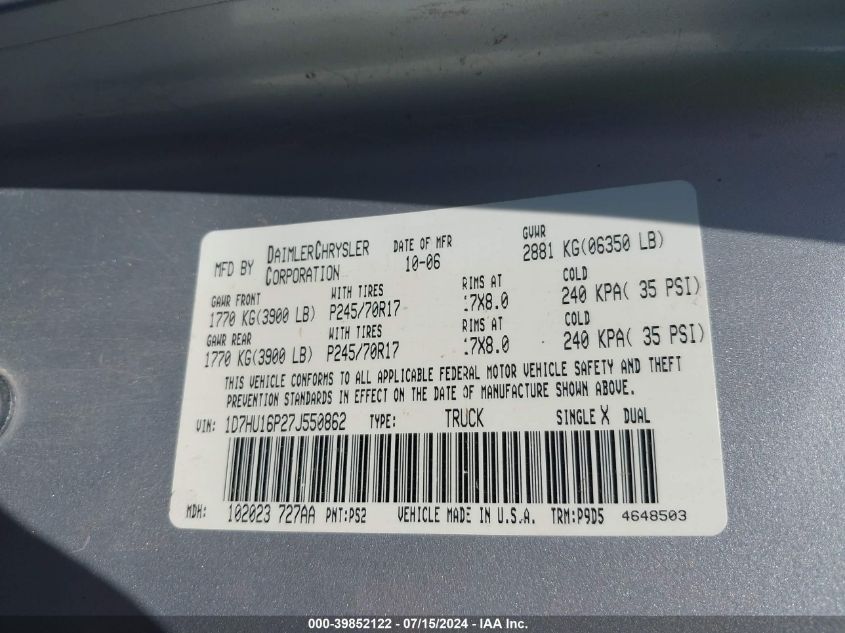 MFD BY DAIMLERCHRYSLER CORPORATION DATE OF MFR 10-06 GVWR 2881 KG(06350 LB)
GAWR FRONT WITH TIRES RIMS AT COLD
1770 KG(3900 LB) P245/70R17 17X8.0 240 KPA( 35 PSI)
GAWR REAR WITH TIRES RIMS AT COLD
1770 KG(3900 LB) P245/70R17 17X8.0 240 KPA( 35 PSI)
THIS VEHICLE CONFORMS TO ALL APPLICABLE FEDERAL MOTOR VEHICLE SAFETY AND THEFT
PREVENTION STANDARDS IN EFFECT ON THE DATE OF MANUFACTURE SHOWN ABOVE.
VIN: 1D7HU16P27J550862 TYPE: TRUCK SINGLE X DUAL
MDH: 102023 727AA PNT:PS2 VEHICLE MADE IN U.S.A. TRM:P9D5 4648503
000-39852122 - 07/15/2024 - IAA Inc.